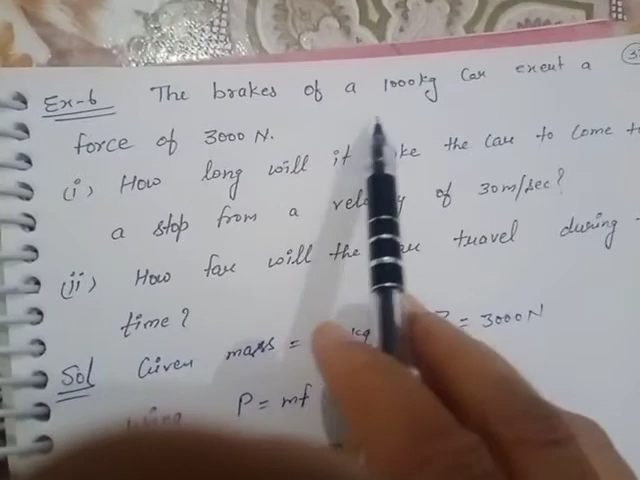 Ex-6 The brakes of a 1000kg Car exert a
force of 3000 N.
(i) How long will it the car to come
a stop from a of 30m/sec?
(ii) How far will the travel during
time?
Sol Given mass = kg = 3000N
Using P = mf